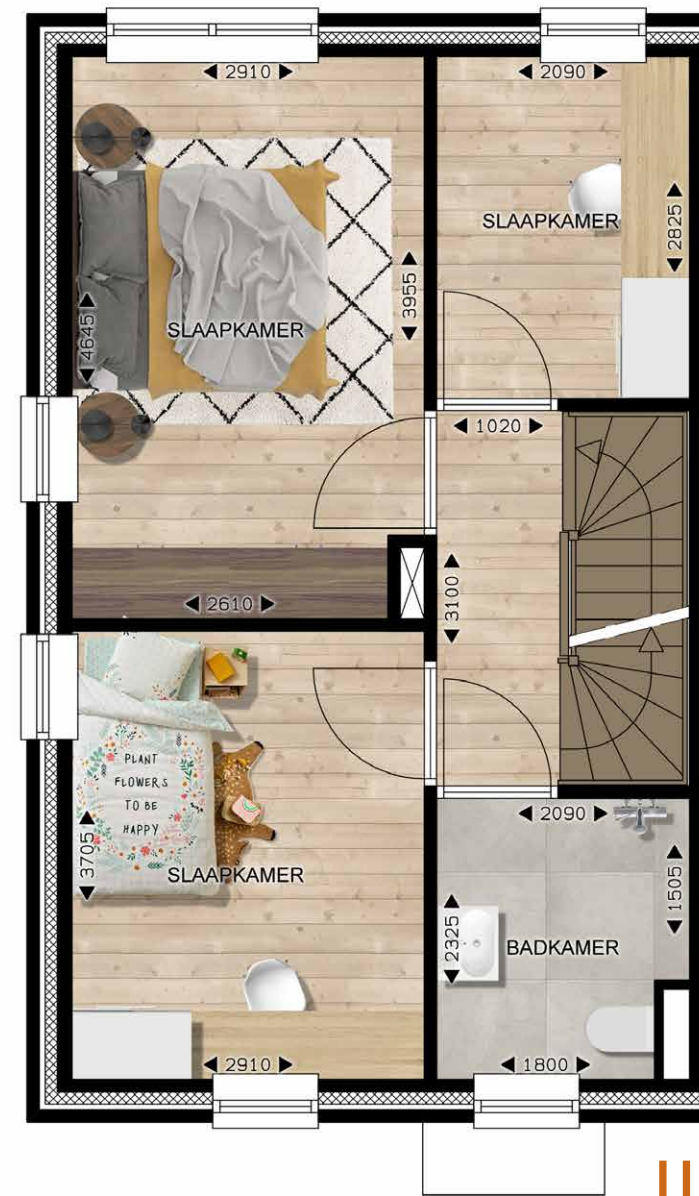 2910
2090
SLAAPKAMER
2825
3955
4645
SLAAPKAMER
1020
3100
2610
PLANT
FLOWERS
TO BE
HAPPY
3705
SLAAPKAMER
2090
1505
2325
BADKAMER
2910
1800